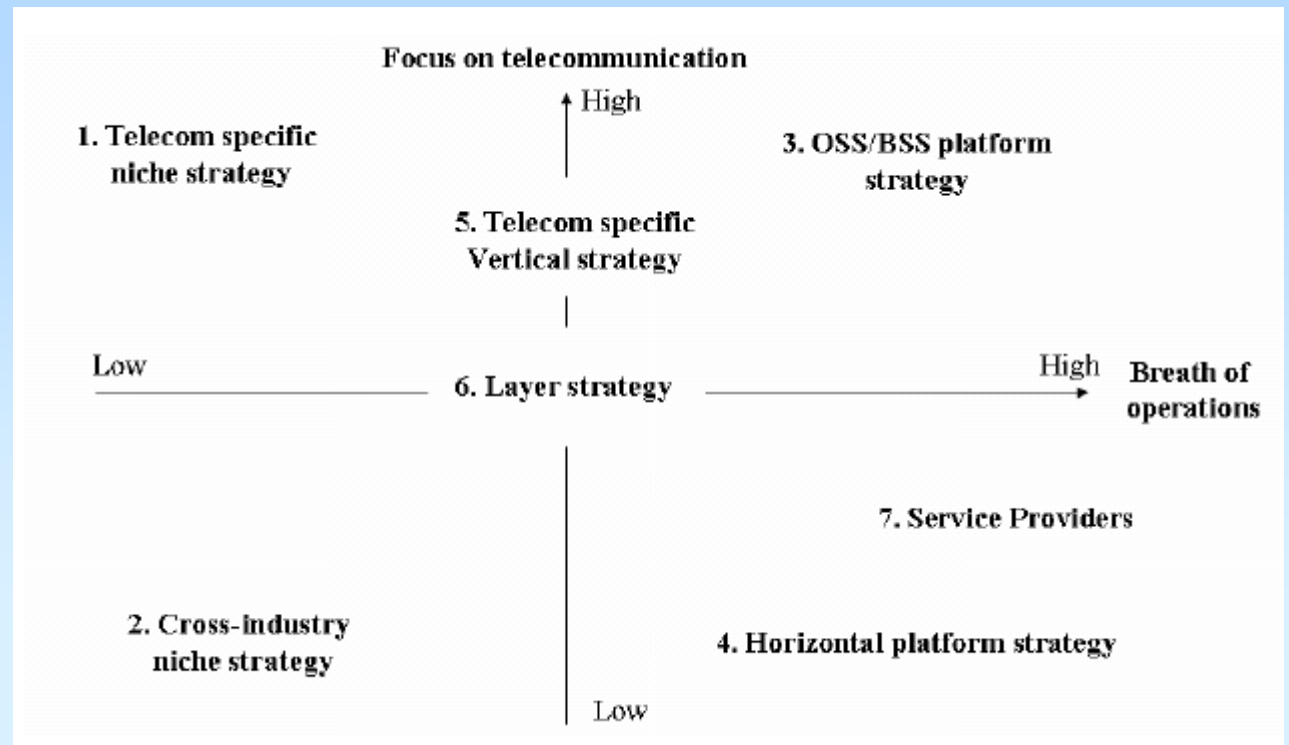 Focus on telecommunication
High
1. Telecom specific
niche strategy
3. OSS/BSS platform
strategy
5. Telecom specific
Vertical strategy
Low
6. Layer strategy
High
Breath of
operations
7. Service Providers
2. Cross-industry
niche strategy
4. Horizontal platform strategy
Low